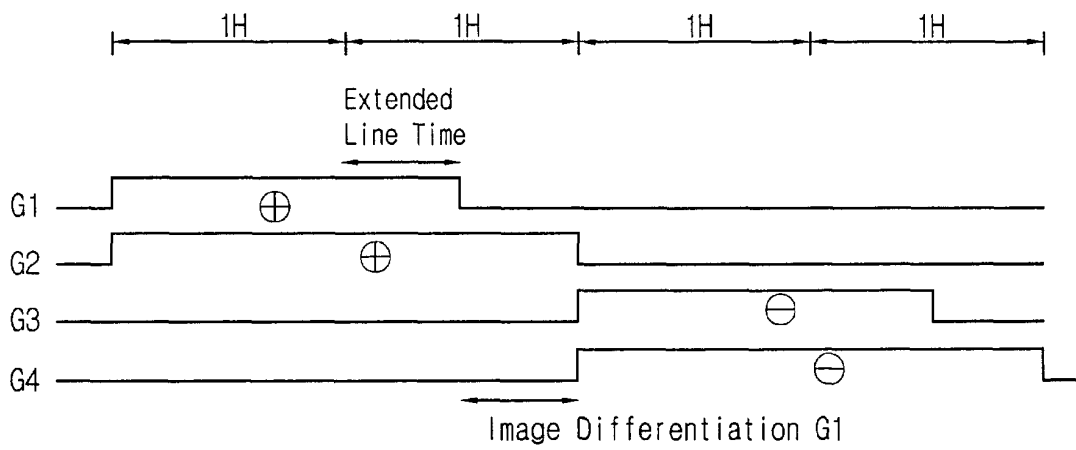 1H 1H 1H 1H
Extended
Line Time
G1
G2
G3
G4
Image Differentiation G1